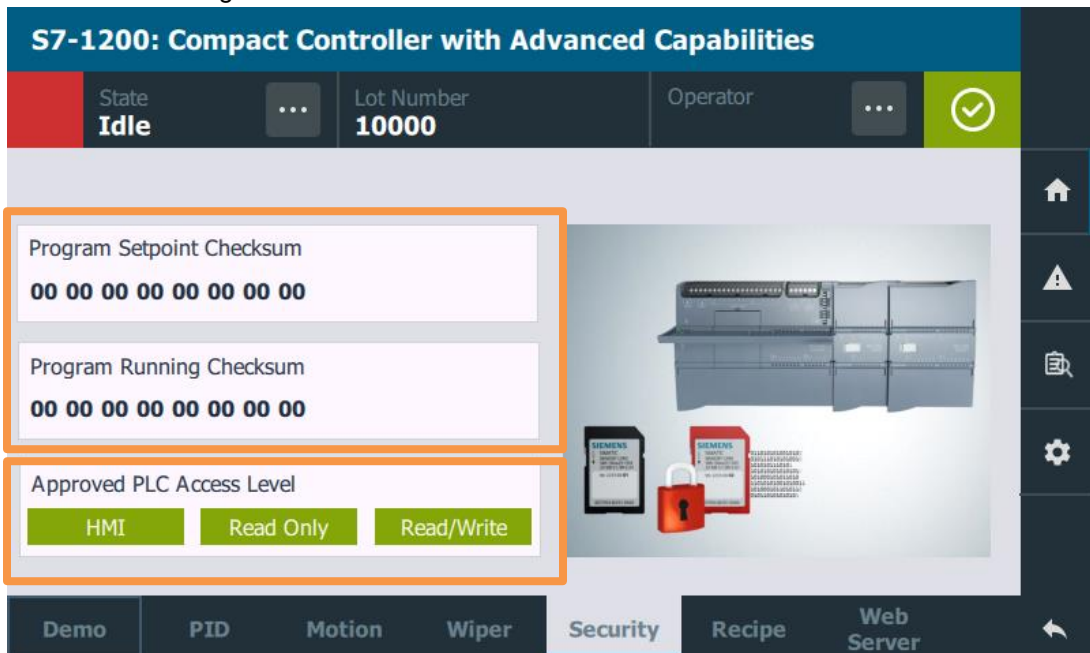 S7-1200: Compact Controller with Advanced Capabilities
State
Idle
...
Lot Number
10000
Operator
...
Program Setpoint Checksum
00 00 00 00 00 00 00 00
Program Running Checksum
00 00 00 00 00 00 00 00
Approved PLC Access Level
HMI Read Only Read/Write
SIEMENS SIEMENS
Demo PID Motion Wiper Security Recipe Web Server